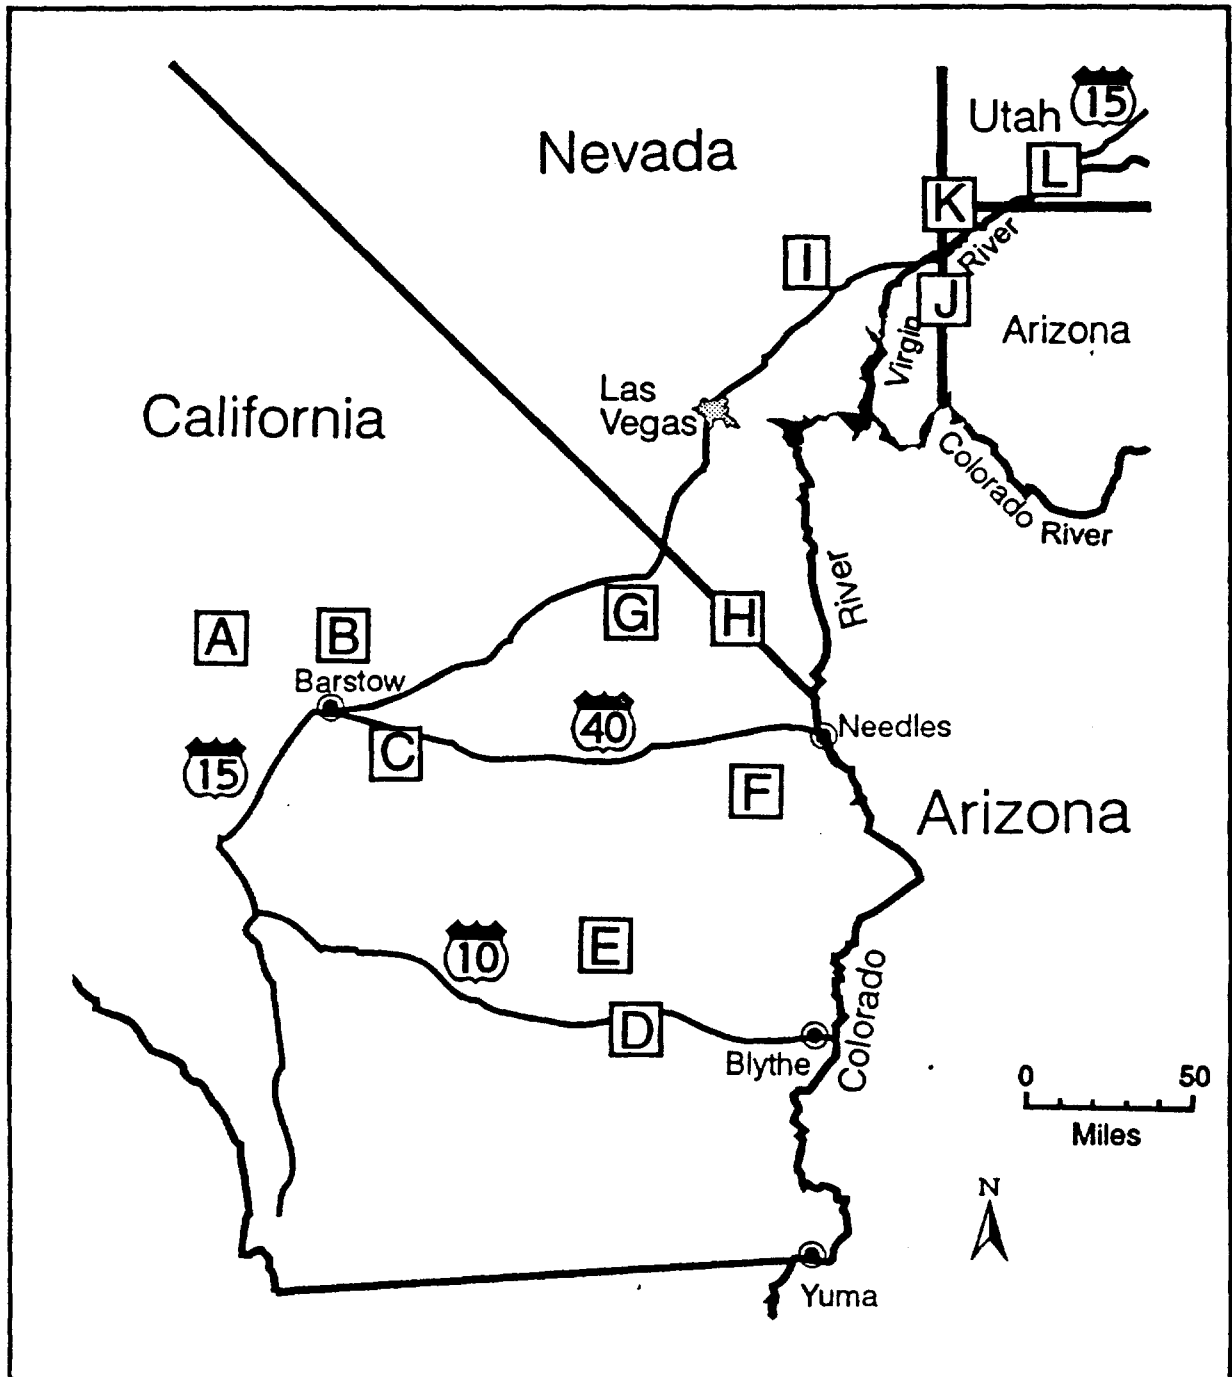 Utah
15
Nevada
L
K
River
I
J
Virgin
Arizona
Las
Vegas
California
Colorado
River
River
G
H
A
B
Barstow
40
Needles
C
15
F
Arizona
E
10
Colorado
D
Blythe
0 50
Miles
N
Yuma